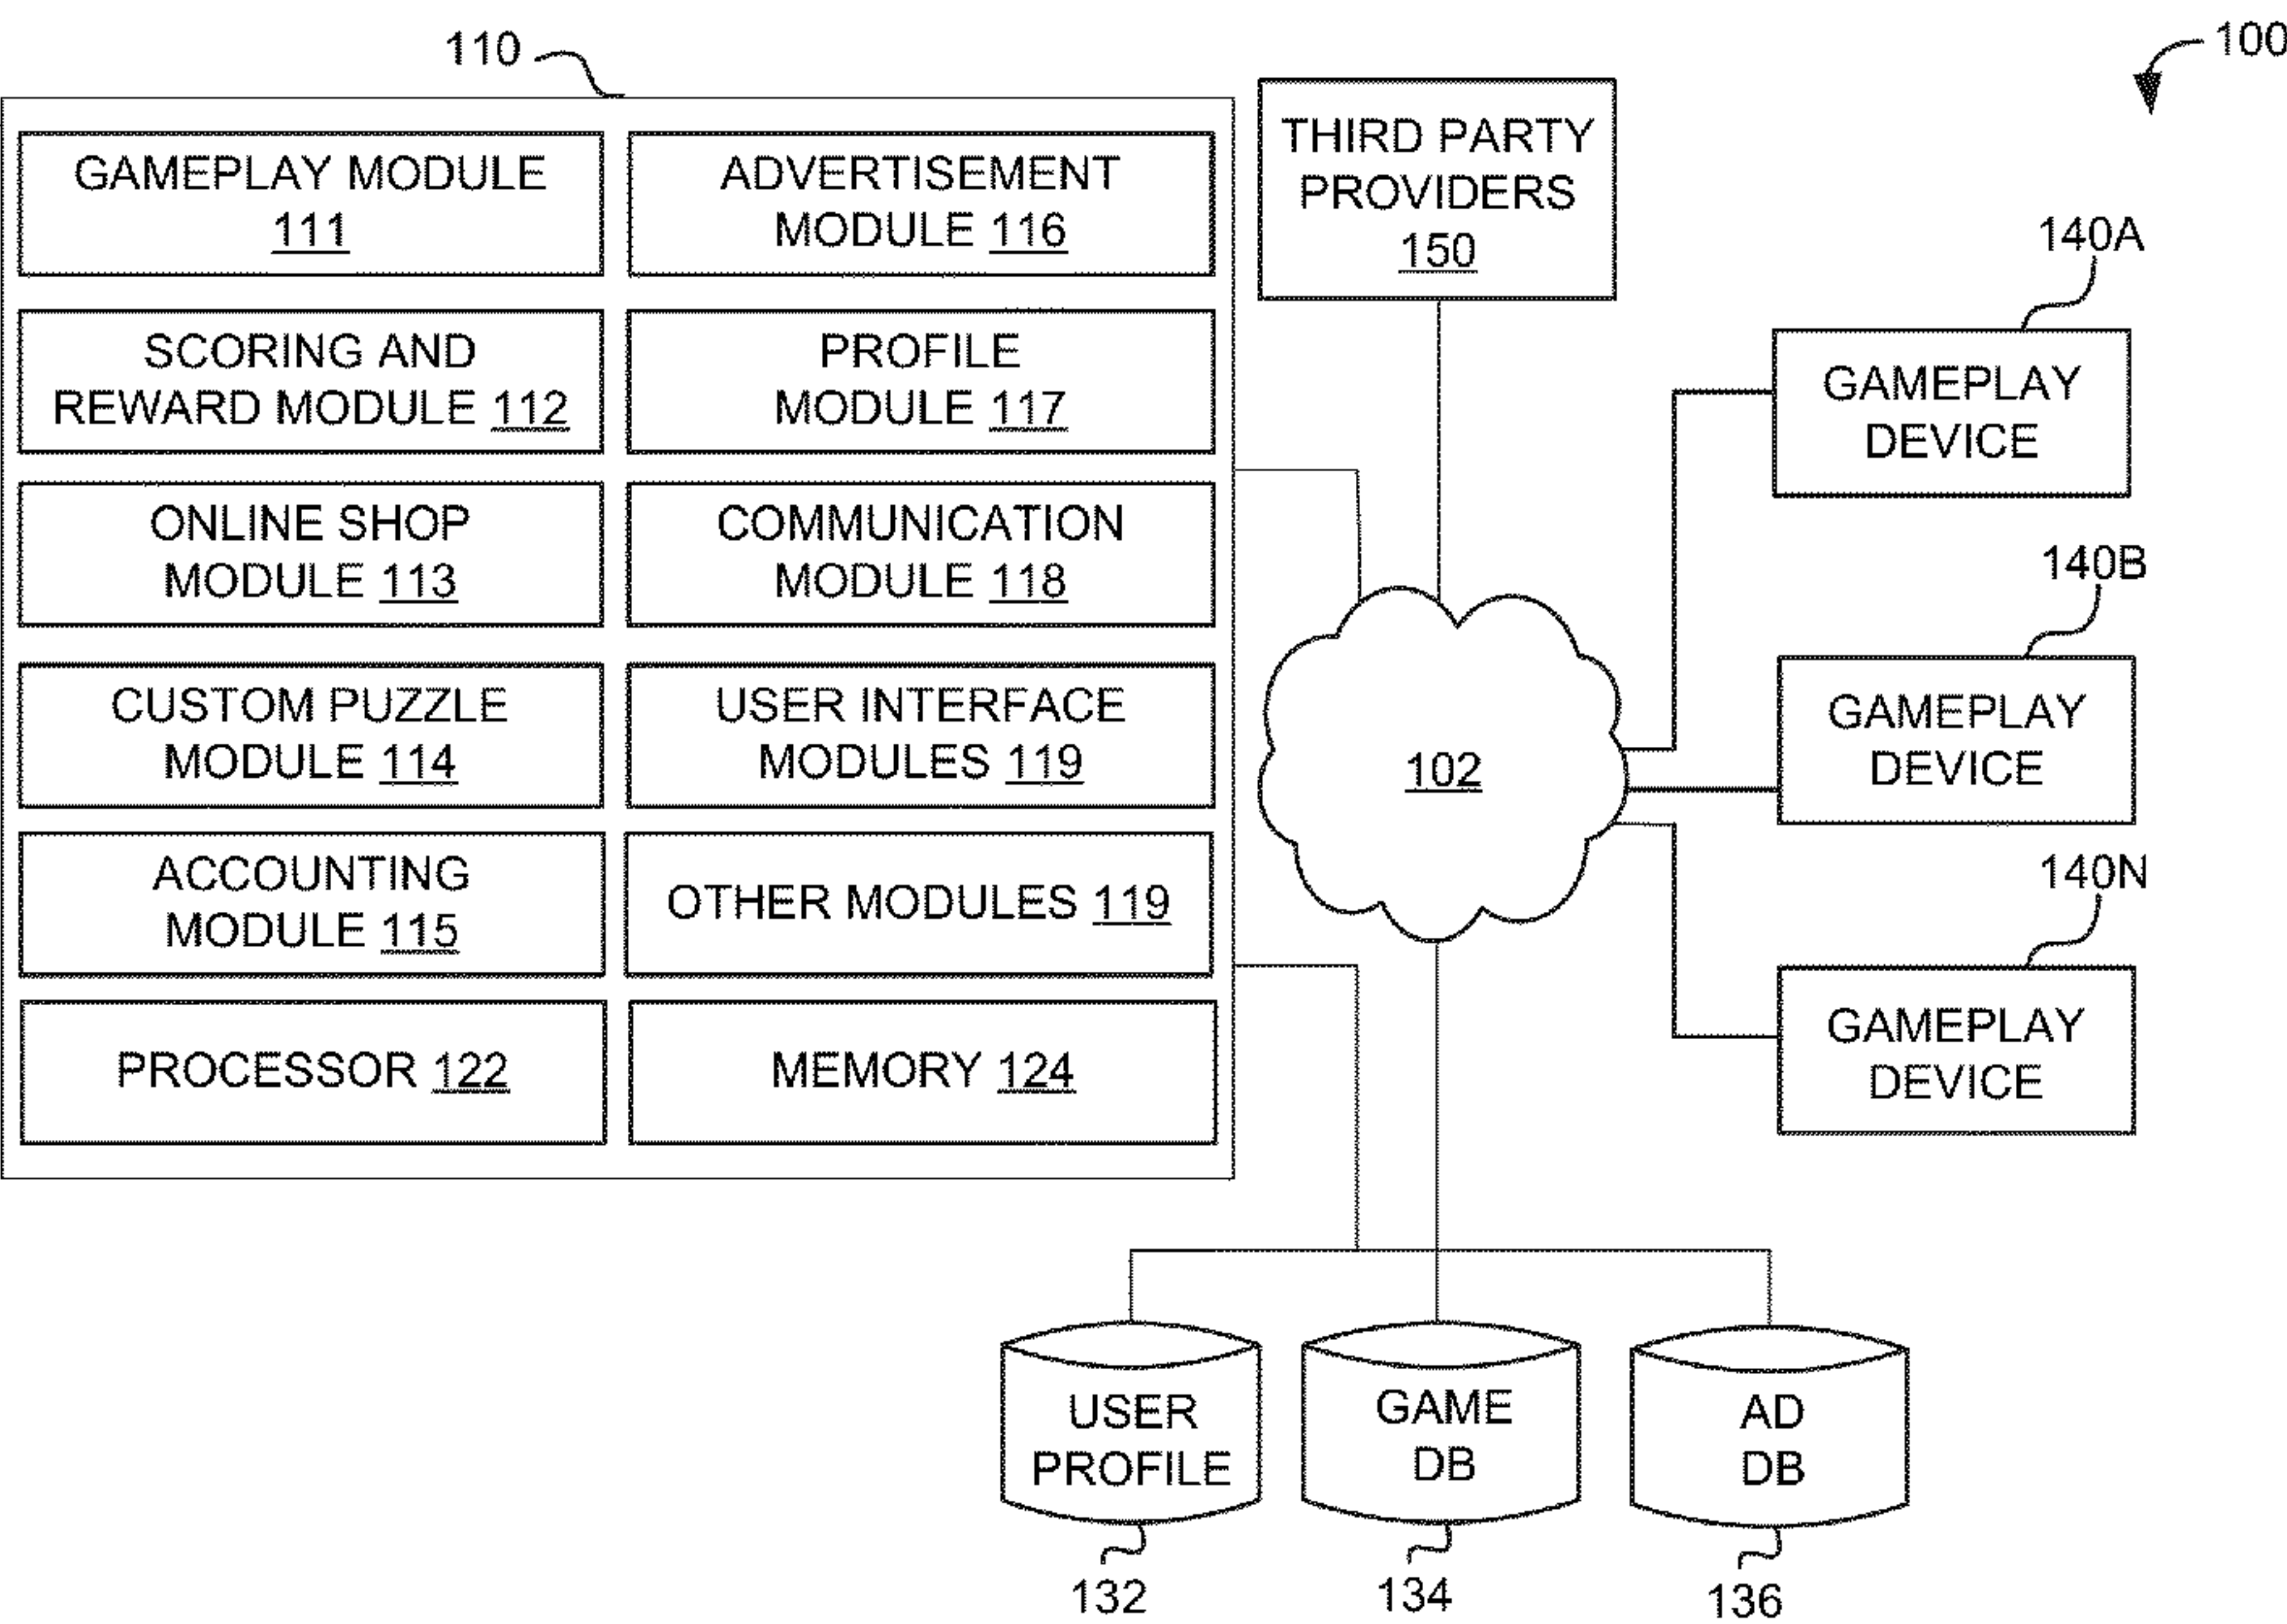 110
100
GAMEPLAY MODULE
111
ADVERTISEMENT
MODULE 116
SCORING AND
REWARD MODULE 112
PROFILE
MODULE 117
ONLINE SHOP
MODULE 113
COMMUNICATION
MODULE 118
CUSTOM PUZZLE
MODULE 114
USER INTERFACE
MODULES 119
ACCOUNTING
MODULE 115
OTHER MODULES 119
PROCESSOR 122
MEMORY 124
THIRD PARTY
PROVIDERS
150
102
140A
GAMEPLAY
DEVICE
140B
GAMEPLAY
DEVICE
140N
GAMEPLAY
DEVICE
USER
PROFILE
132
GAME
DB
134
AD
DB
136